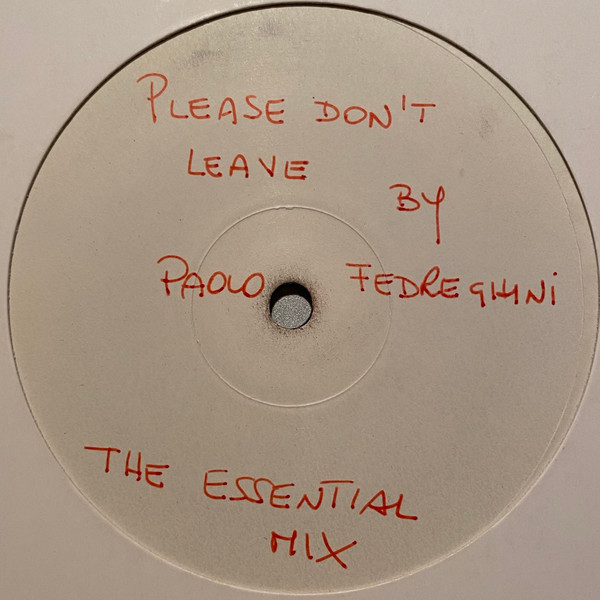 PLEASE DON'T
LEAVE
BY
PAOLO FEDREGHINI
THE ESSENTIAL
MIX